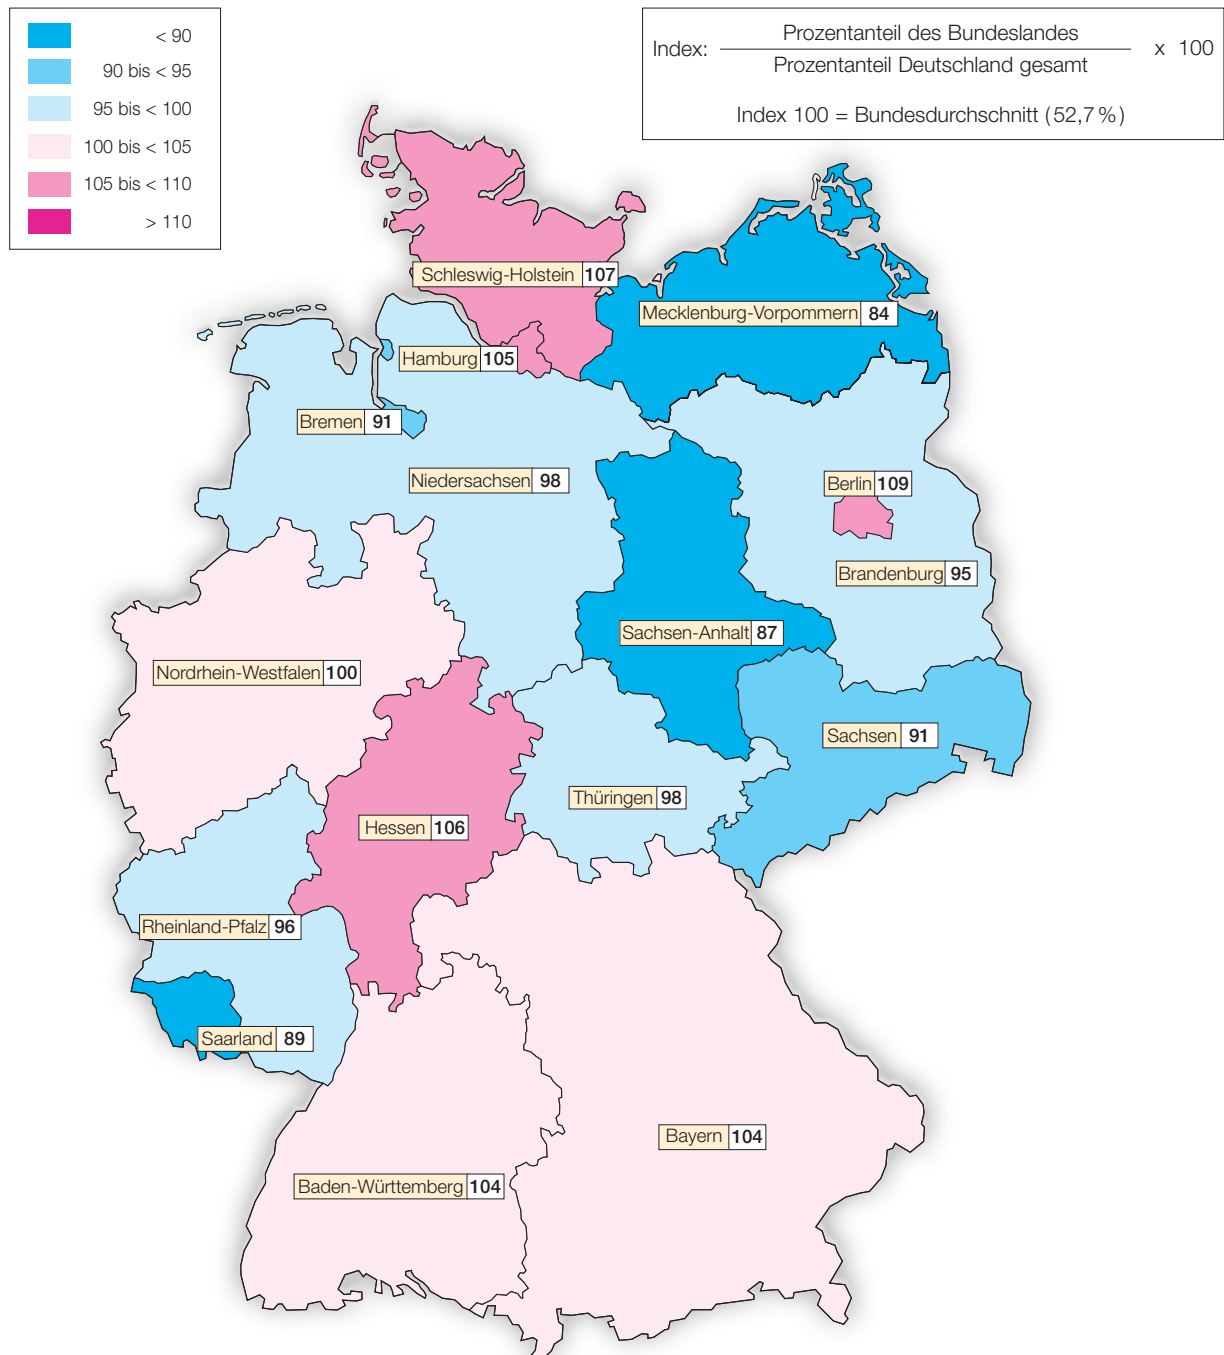 < 90
90 bis < 95
95 bis < 100
100 bis < 105
105 bis < 110
> 110
Index: Prozentanteil des Bundeslandes x 100
Prozentanteil Deutschland gesamt
Index 100 = Bundesdurchschnitt (52,7 %)
Schleswig-Holstein 107
Mecklenburg-Vorpommern 84
Hamburg 105
Bremen 91
Niedersachsen 98
Berlin 109
Brandenburg 95
Sachsen-Anhalt 87
Nordrhein-Westfalen 100
Sachsen 91
Thüringen 98
Hessen 106
Rheinland-Pfalz 96
Saarland 89
Bayern 104
Baden-Württemberg 104